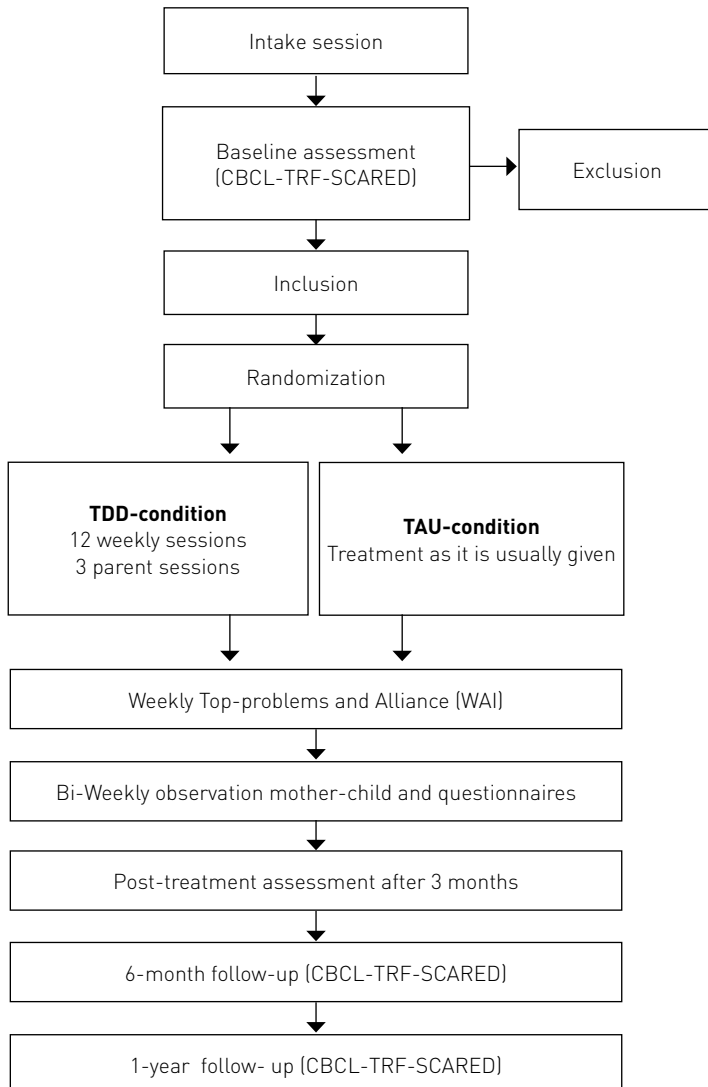 Intake session
Baseline assessment
(CBCL-TRF-SCARED)
Exclusion
Inclusion
Randomization
TDD-condition
12 weekly sessions
3 parent sessions
TAU-condition
Treatment as it is usually given
Weekly Top-problems and Alliance (WAI)
Bi-Weekly observation mother-child and questionnaires
Post-treatment assessment after 3 months
6-month follow-up (CBCL-TRF-SCARED)
1-year follow- up (CBCL-TRF-SCARED)